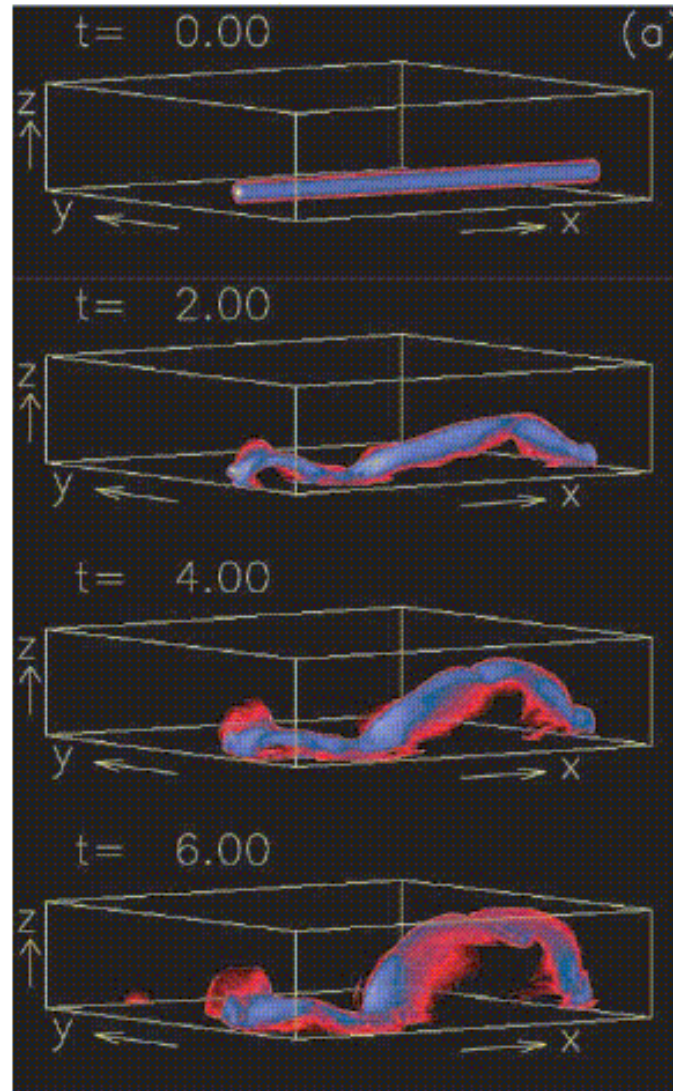 t= 0.00 (a)
z
y x
t= 2.00
z
y x
t= 4.00
z
y x
t= 6.00
z
y x